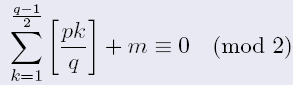 \sum_{k=1}^{\frac{q-1}{2}} \left[ \frac{pk}{q} \right] + m \equiv 0 \pmod{2}